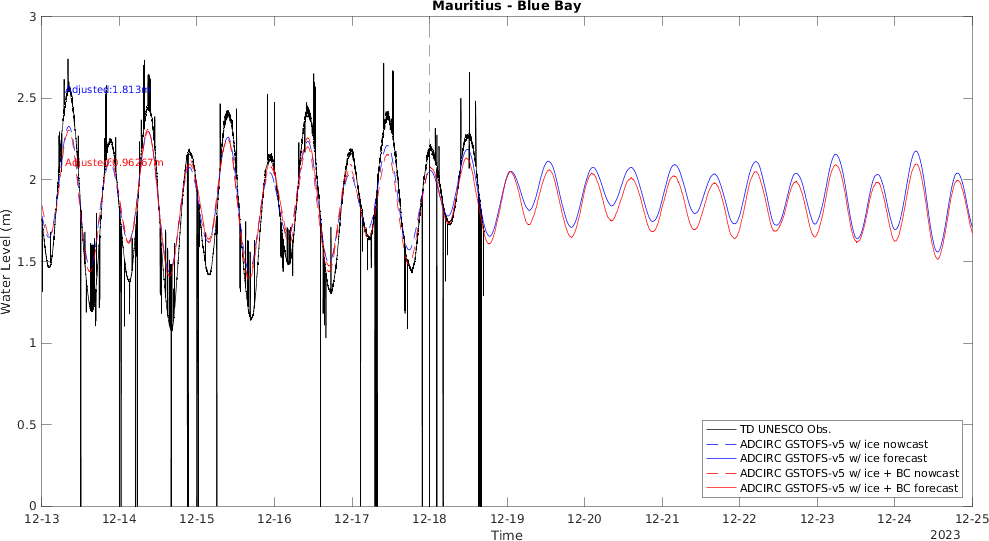 Mauritius - Blue Bay
Water Level (m)
3
2.5
2
1.5
1
0.5
0
Adjusted:1.813m
Adjusted:0.96267m
TD UNESCO Obs.
ADCIRC GSTOFS-v5 w/ ice nowcast
ADCIRC GSTOFS-v5 w/ ice forecast
ADCIRC GSTOFS-v5 w/ ice + BC nowcast
ADCIRC GSTOFS-v5 w/ ice + BC forecast
12-13 12-14 12-15 12-16 12-17 12-18 12-19 12-20 12-21 12-22 12-23 12-24 12-25
Time
2023